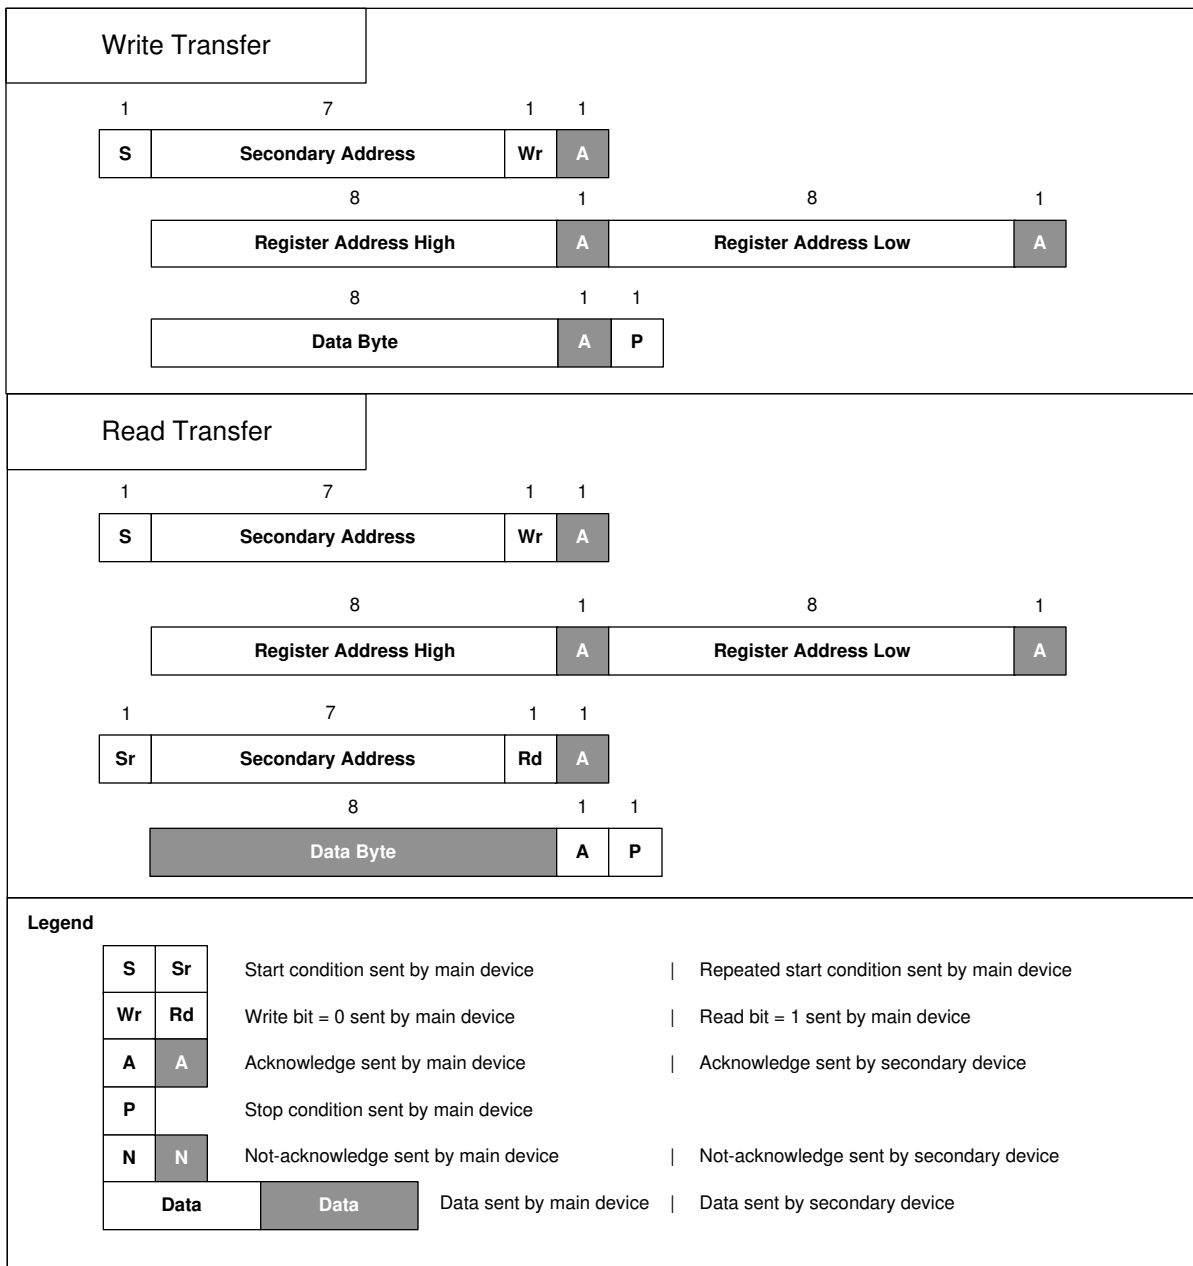 Write Transfer
1 7 1 1
S Secondary Address Wr A
8 1 8 1
Register Address High A Register Address Low A
8 1 1
Data Byte A P
Read Transfer
1 7 1 1
S Secondary Address Wr A
8 1 8 1
Register Address High A Register Address Low A
1 7 1 1
Sr Secondary Address Rd A
8 1 1
Data Byte A P
Legend
S Sr Start condition sent by main device | Repeated start condition sent by main device
Wr Rd Write bit = 0 sent by main device | Read bit = 1 sent by main device
A A Acknowledge sent by main device | Acknowledge sent by secondary device
P Stop condition sent by main device
N N Not-acknowledge sent by main device | Not-acknowledge sent by secondary device
Data Data Data sent by main device | Data sent by secondary device